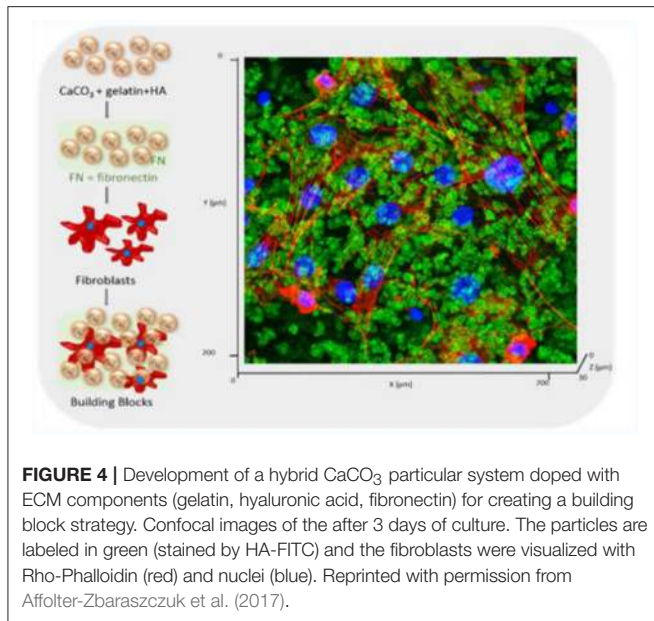 CaCO₃ + gelatin+HA
FN
FN = fibronectin
Fibroblasts
Building Blocks
0
Y [µm]
200
0
X [µm]
200
0
Z [µm]
30
FIGURE 4 | Development of a hybrid CaCO₃ particular system doped with
ECM components (gelatin, hyaluronic acid, fibronectin) for creating a building
block strategy. Confocal images of the after 3 days of culture. The particles are
labeled in green (stained by HA-FITC) and the fibroblasts were visualized with
Rho-Phalloidin (red) and nuclei (blue). Reprinted with permission from
Affolter-Zbaraszczuk et al. (2017).